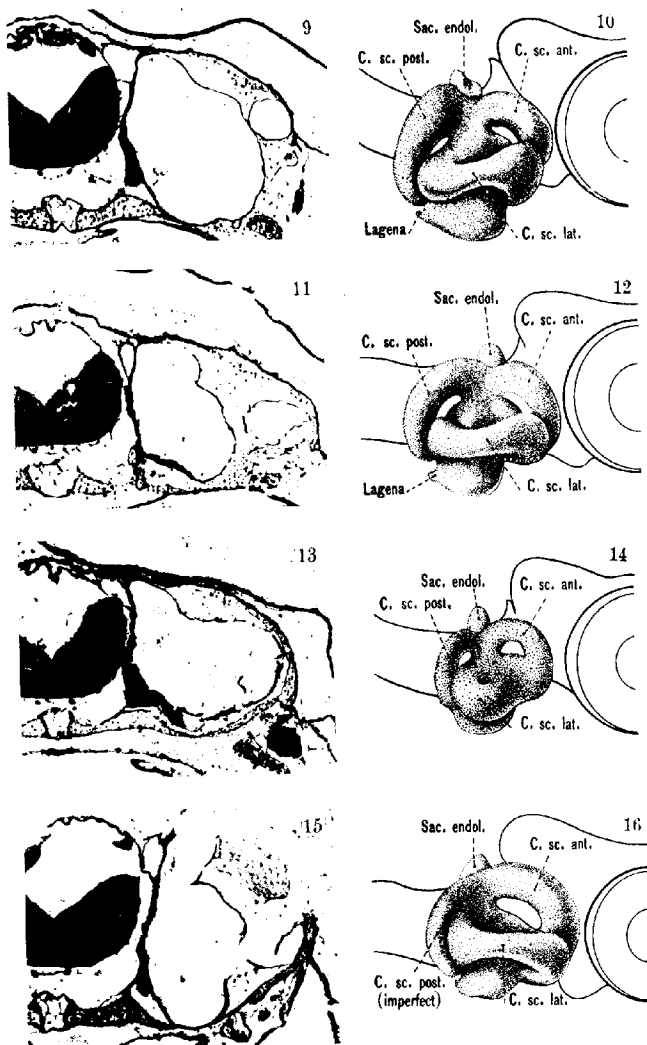 9
10
Sac. endol.
C. sc. ant.
C. sc. post.
Lagena
C. sc. lat.
11
12
Sac. endol.
C. sc. ant.
C. sc. post.
Lagena
C. sc. lat.
13
14
Sac. endol.
C. sc. ant.
C. sc. post.
C. sc. lat.
15
16
Sac. endol.
C. sc. ant.
C. sc. post.
(imperfect)
C. sc. lat.